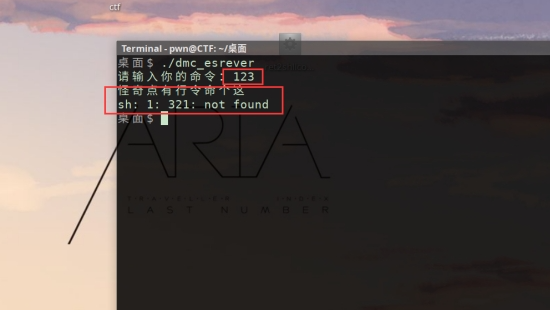 ctf
Terminal - pwn@CTF: ~/桌面
桌面$ ./dmc_esrever
请输入你的命令: 123
怪奇点有行令命个这
sh: 1: 321: not found
桌面$
ARIA
LAST NUMBER